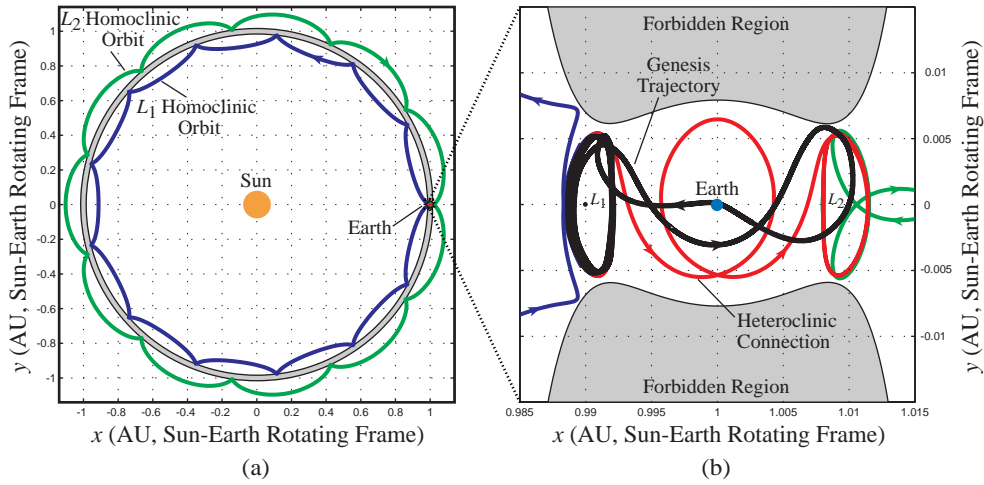 L2 Homoclinic
Orbit
L1 Homoclinic
Orbit
Sun
Earth
1
0.8
0.6
0.4
0.2
0
-0.2
-0.4
-0.6
-0.8
-1
-1
-0.8
-0.6
-0.4
-0.2
0
0.2
0.4
0.6
0.8
1
y (AU, Sun-Earth Rotating Frame)
x (AU, Sun-Earth Rotating Frame)
(a)
Forbidden Region
Genesis
Trajectory
L1
Earth
L2
Heteroclinic
Connection
Forbidden Region
0.01
0.005
0
-0.005
-0.01
0.985
0.99
0.995
1
1.005
1.01
1.015
y (AU, Sun-Earth Rotating Frame)
x (AU, Sun-Earth Rotating Frame)
(b)